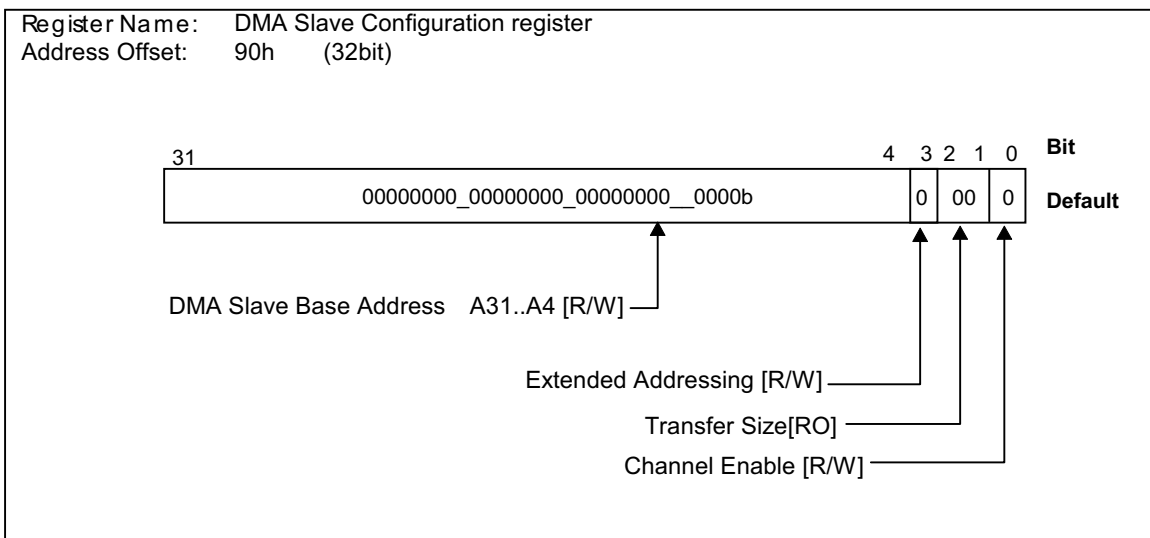 Register Name: DMA Slave Configuration register
Address Offset: 90h (32bit)
31 4 3 2 1 0 Bit
00000000_00000000_00000000__0000b 0 00 0 Default
DMA Slave Base Address A31..A4 [R/W]
Extended Addressing [R/W]
Transfer Size[RO]
Channel Enable [R/W]